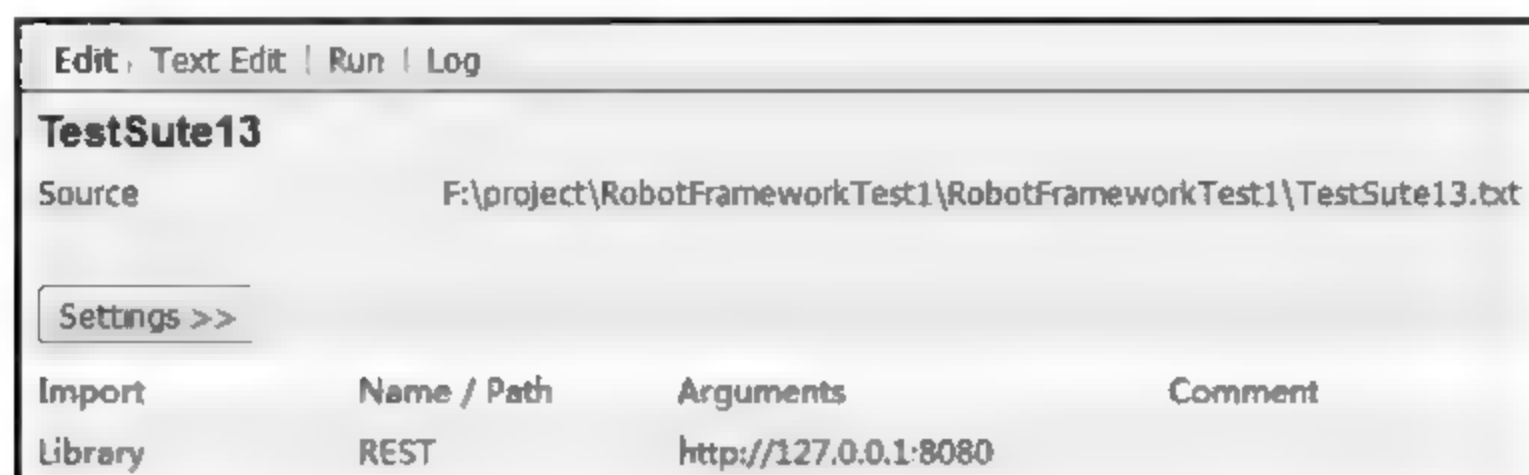 Edit | Text Edit | Run | Log
TestSute13
Source F:\project\RobotFrameworkTest1\RobotFrameworkTest1\TestSute13.txt
Settings >>
Import Name / Path Arguments Comment
Library REST http://127.0.0.1:8080